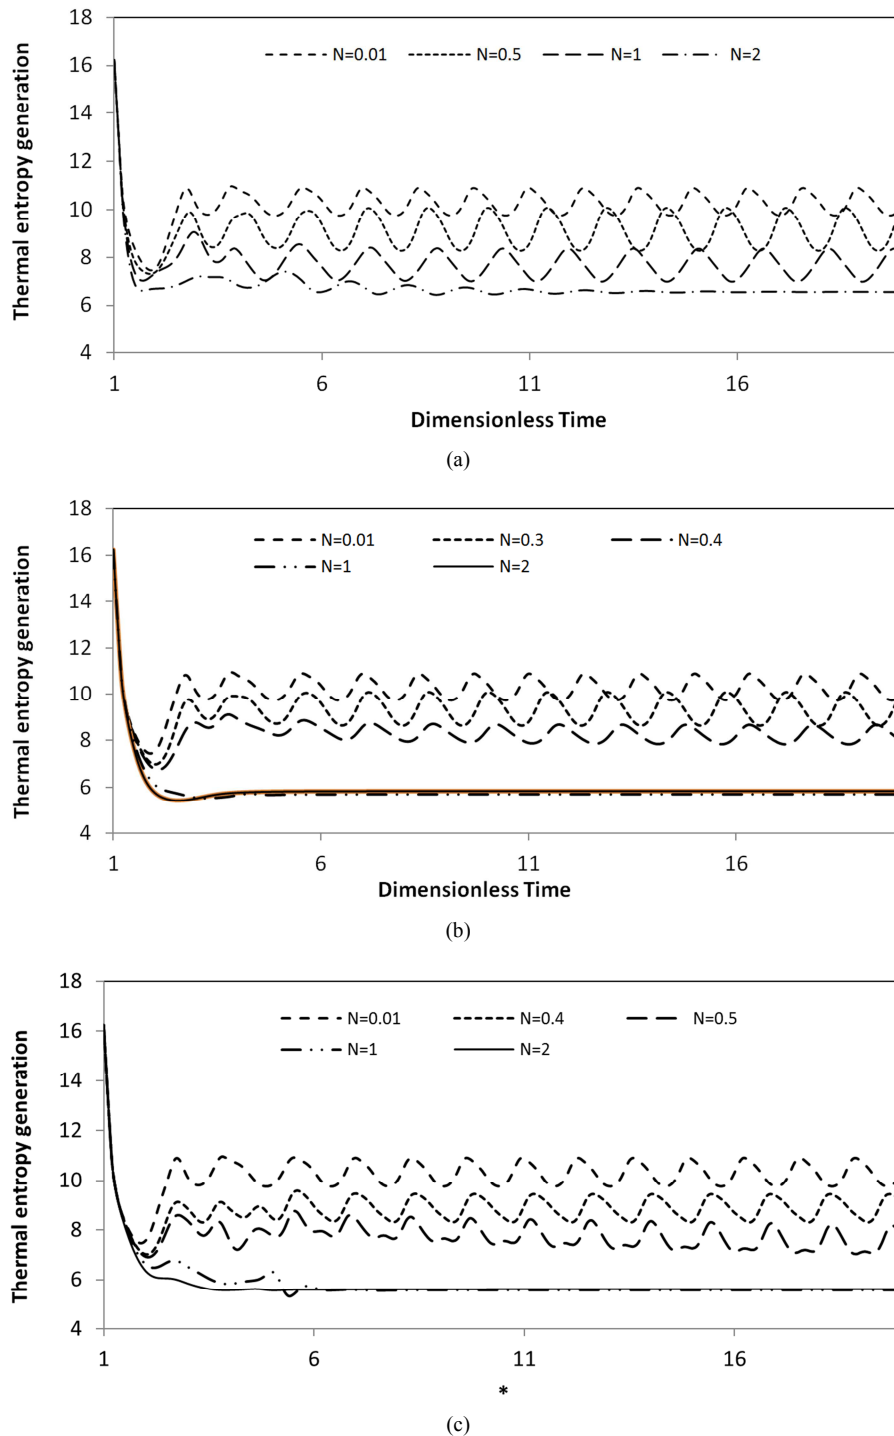 18
16
14
12
10
8
6
4
Thermal entropy generation
N=0.01 N=0.5 N=1 N=2
1 6 11 16
Dimensionless Time
(a)
18
16
14
12
10
8
6
4
Thermal entropy generation
N=0.01 N=0.3 N=0.4
N=1 N=2
1 6 11 16
Dimensionless Time
(b)
18
16
14
12
10
8
6
4
Thermal entropy generation
N=0.01 N=0.4 N=0.5
N=1 N=2
1 6 11 16
*
(c)